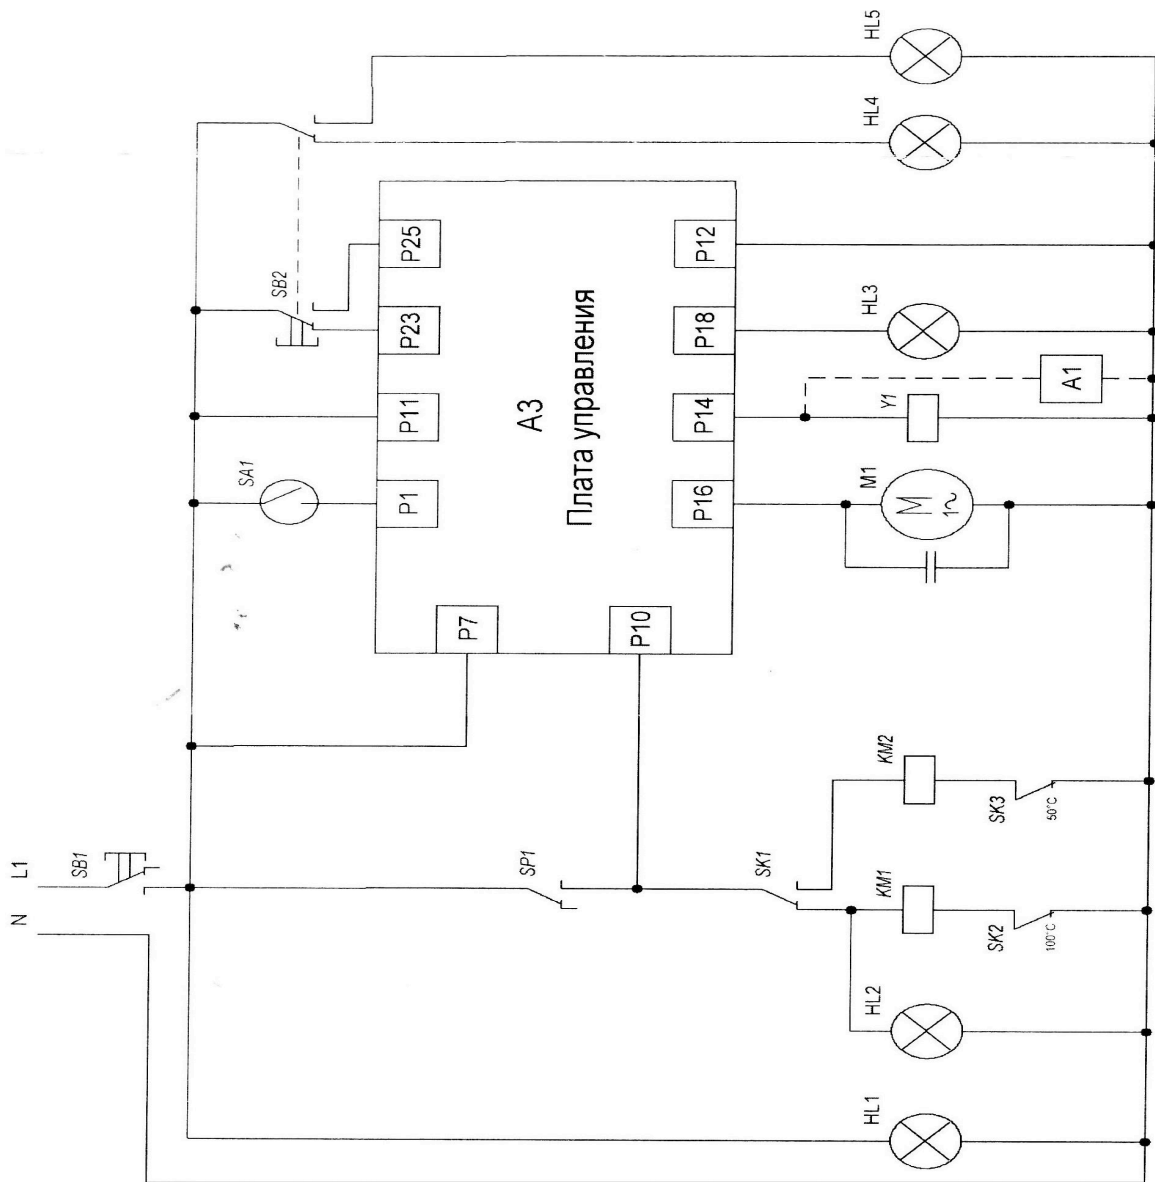 N
L1
SB1
SB2
SA1
HL5
HL4
P1
P11
P23
P25
A3
Плата управления
P7
P10
P16
P14
P18
P12
SP1
SK1
HL1
HL2
KM1
SK2
100°C
KM2
SK3
50°C
M1
M
1~
Y1
A1
HL3